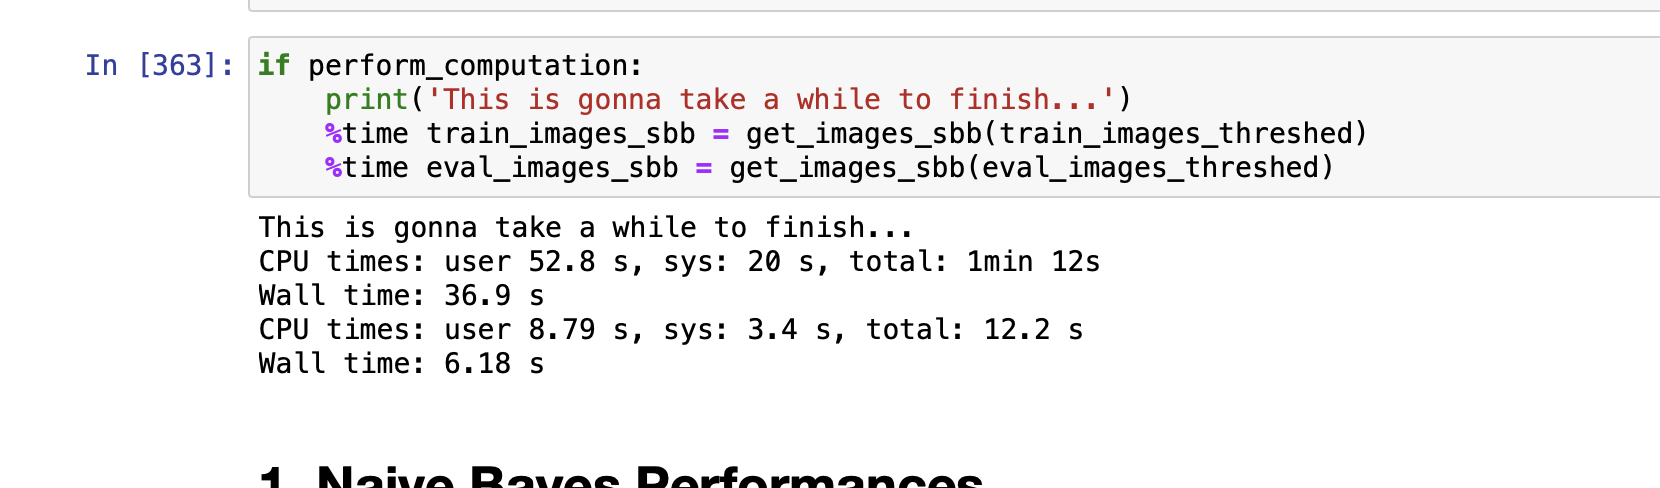 In [363]:
if perform_computation:
    print('This is gonna take a while to finish...')
    %time train_images_sbb = get_images_sbb(train_images_threshed)
    %time eval_images_sbb = get_images_sbb(eval_images_threshed)
This is gonna take a while to finish...
CPU times: user 52.8 s, sys: 20 s, total: 1min 12s
Wall time: 36.9 s
CPU times: user 8.79 s, sys: 3.4 s, total: 12.2 s
Wall time: 6.18 s
1. Naive Bayes Performances